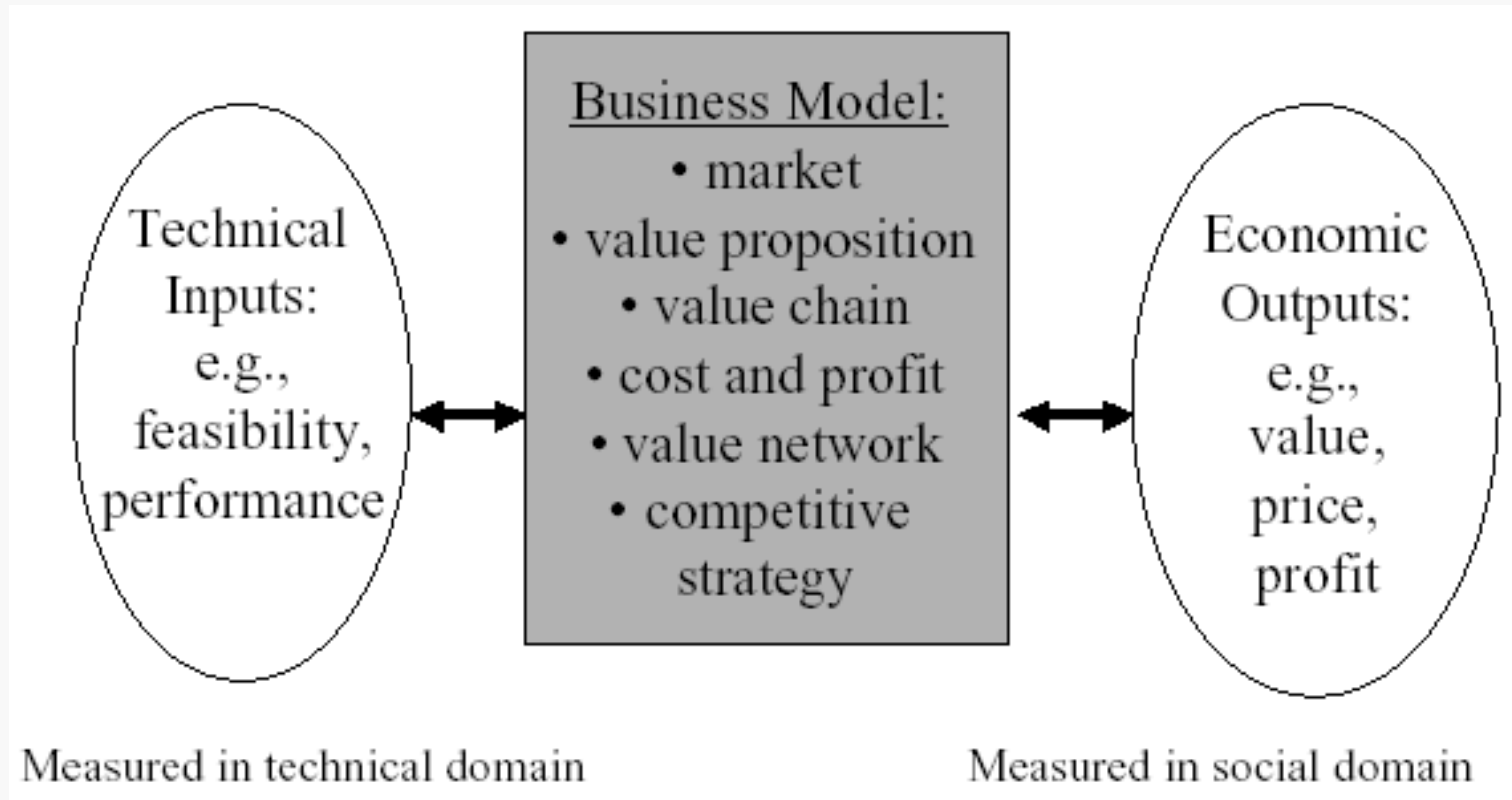 Technical
Inputs:
e.g.,
feasibility,
performance
Business Model:
• market
• value proposition
• value chain
• cost and profit
• value network
• competitive
strategy
Economic
Outputs:
e.g.,
value,
price,
profit
Measured in technical domain
Measured in social domain